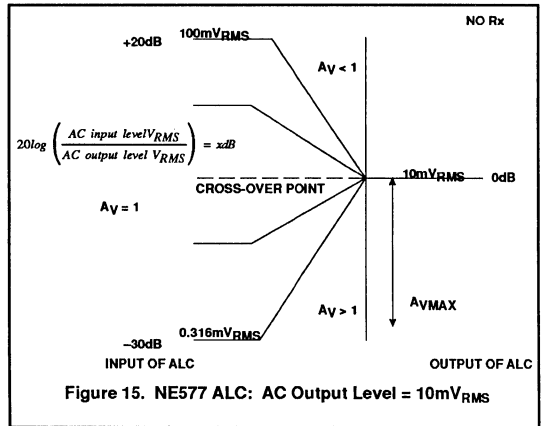 NO Rx
+20dB
100mVRMS
AV < 1
20log ( AC input levelVRMS / AC output level VRMS ) = xdB
10mVRMS
0dB
CROSS-OVER POINT
AV = 1
AVMAX
AV > 1
0.316mVRMS
–30dB
INPUT OF ALC
OUTPUT OF ALC
Figure 15. NE577 ALC: AC Output Level = 10mVRMS